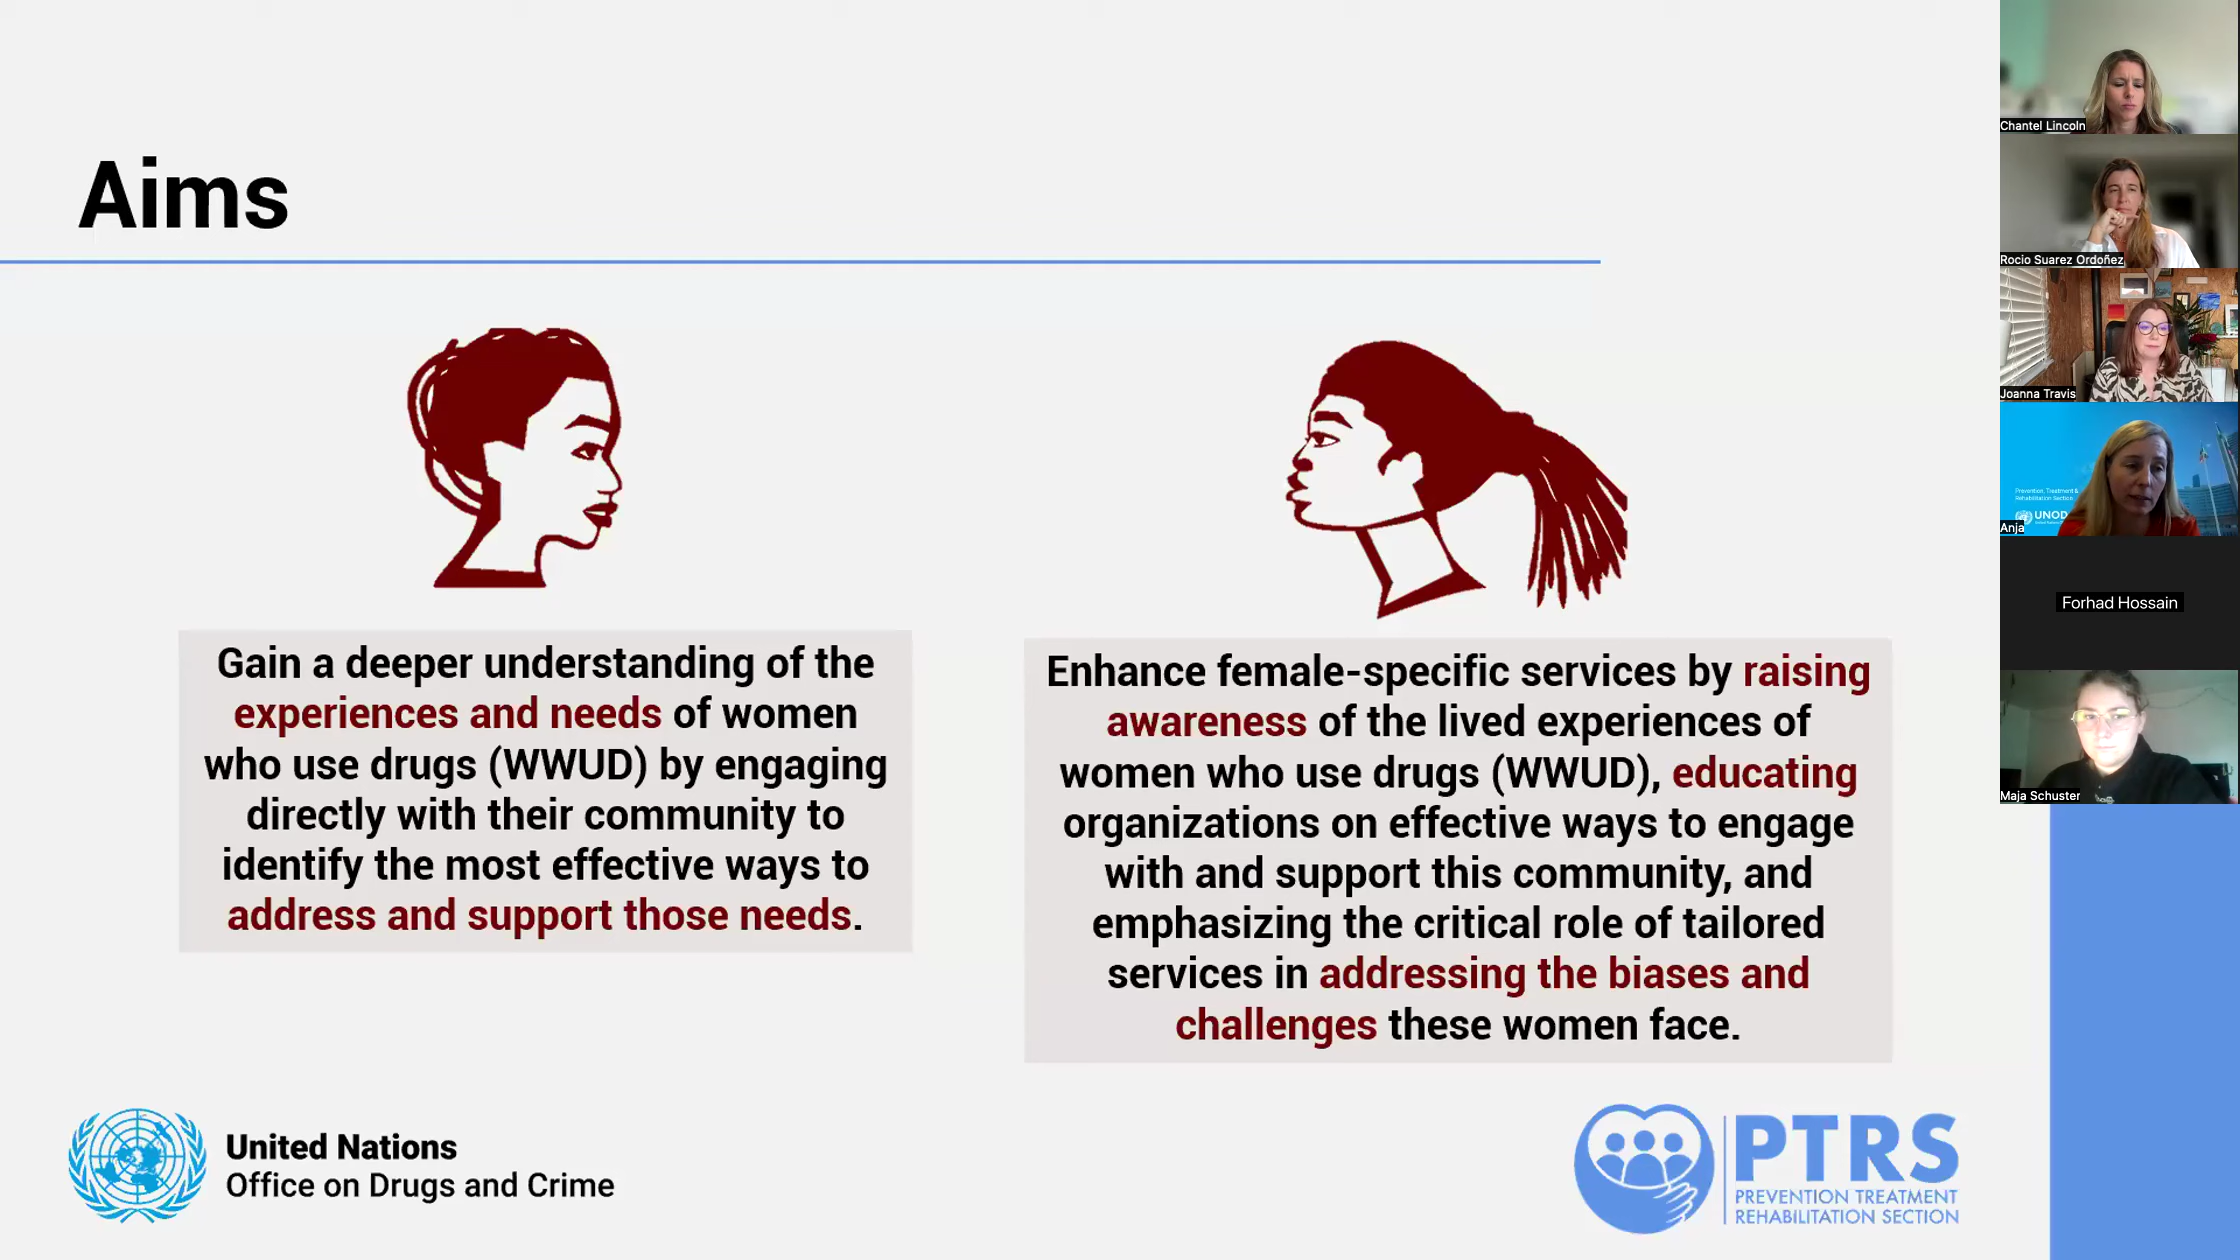 Aims
Gain a deeper understanding of the
experiences and needs of women
who use drugs (WWUD) by engaging
directly with their community to
identify the most effective ways to
address and support those needs.
Enhance female-specific services by raising
awareness of the lived experiences of
women who use drugs (WWUD), educating
organizations on effective ways to engage
with and support this community, and
emphasizing the critical role of tailored
services in addressing the biases and
challenges these women face.
United Nations
Office on Drugs and Crime
PTRS
PREVENTION TREATMENT
REHABILITATION SECTION
Chantel Lincoln
Rocio Suarez Ordoñez
Joanna Travis
Prevention, Treatment &
Rehabilitation Section
UNOD
Anja
Forhad Hossain
Maja Schuster